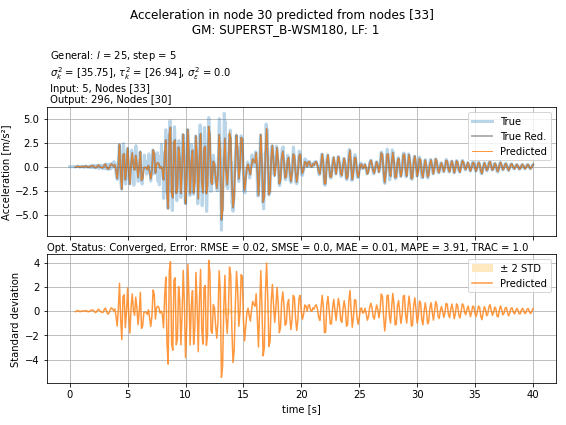 Acceleration in node 30 predicted from nodes [33]
GM: SUPERST_B-WSM180, LF: 1
General: l = 25, step = 5
σ²ₖ = [35.75], τ²ₖ = [26.94], σ²ε = 0.0
Input: 5, Nodes [33]
Output: 296, Nodes [30]
Acceleration [m/s²]
5.0
2.5
0.0
−2.5
−5.0
True
True Red.
Predicted
Opt. Status: Converged, Error: RMSE = 0.02, SMSE = 0.0, MAE = 0.01, MAPE = 3.91, TRAC = 1.0
Standard deviation
4
2
0
−2
−4
± 2 STD
Predicted
0 5 10 15 20 25 30 35 40
time [s]